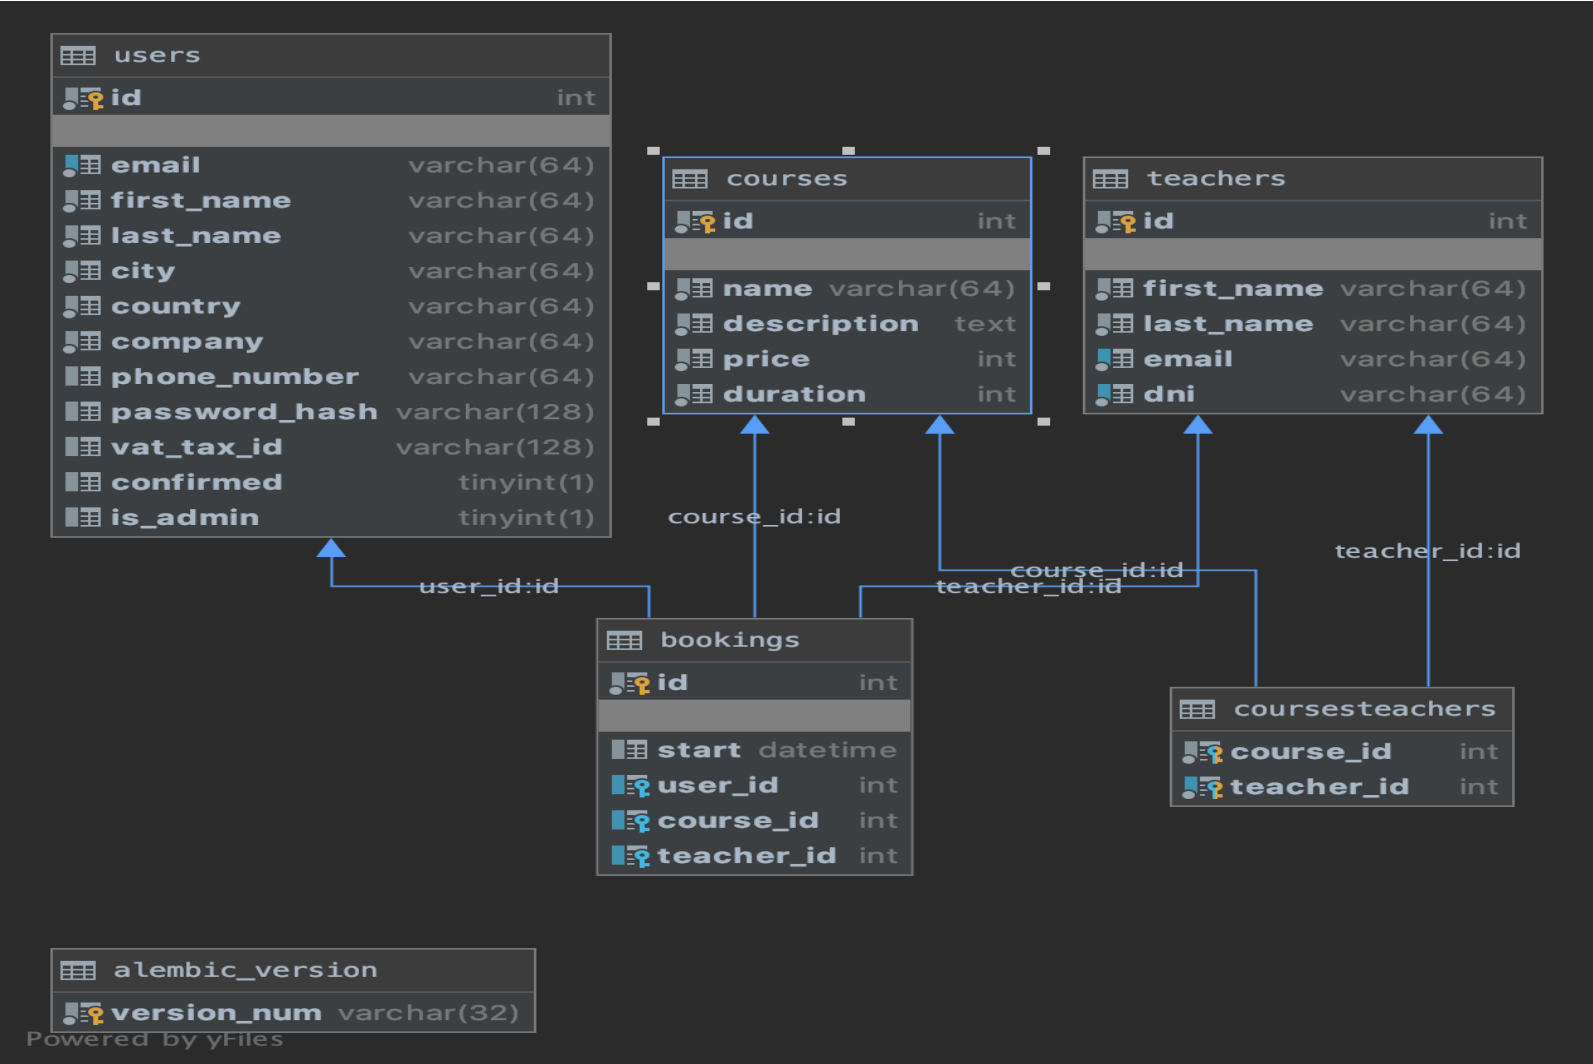 users
id int
email varchar(64)
first_name varchar(64)
last_name varchar(64)
city varchar(64)
country varchar(64)
company varchar(64)
phone_number varchar(64)
password_hash varchar(128)
vat_tax_id varchar(128)
confirmed tinyint(1)
is_admin tinyint(1)
courses
id int
name varchar(64)
description text
price int
duration int
teachers
id int
first_name varchar(64)
last_name varchar(64)
email varchar(64)
dni varchar(64)
course_id:id
teacher_id:id
course_id:id
user_id:id
teacher_id:id
bookings
id int
start datetime
user_id int
course_id int
teacher_id int
coursesteachers
course_id int
teacher_id int
alembic_version
version_num varchar(32)
Powered by yFiles